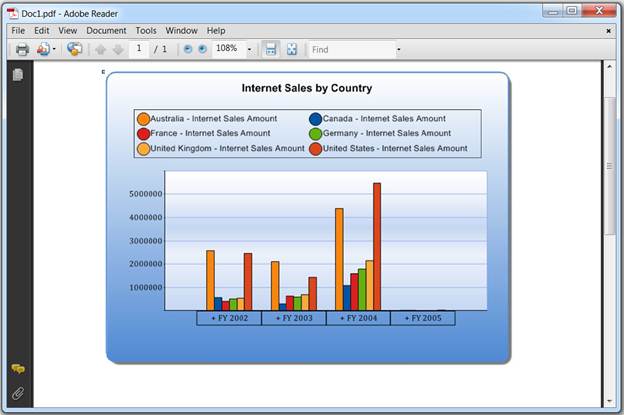 Doc1.pdf - Adobe Reader
File Edit View Document Tools Window Help
1 / 1 108% Find
Internet Sales by Country
Australia - Internet Sales Amount Canada - Internet Sales Amount
France - Internet Sales Amount Germany - Internet Sales Amount
United Kingdom - Internet Sales Amount United States - Internet Sales Amount
5000000
4000000
3000000
2000000
1000000
+ FY 2002 + FY 2003 + FY 2004 + FY 2005